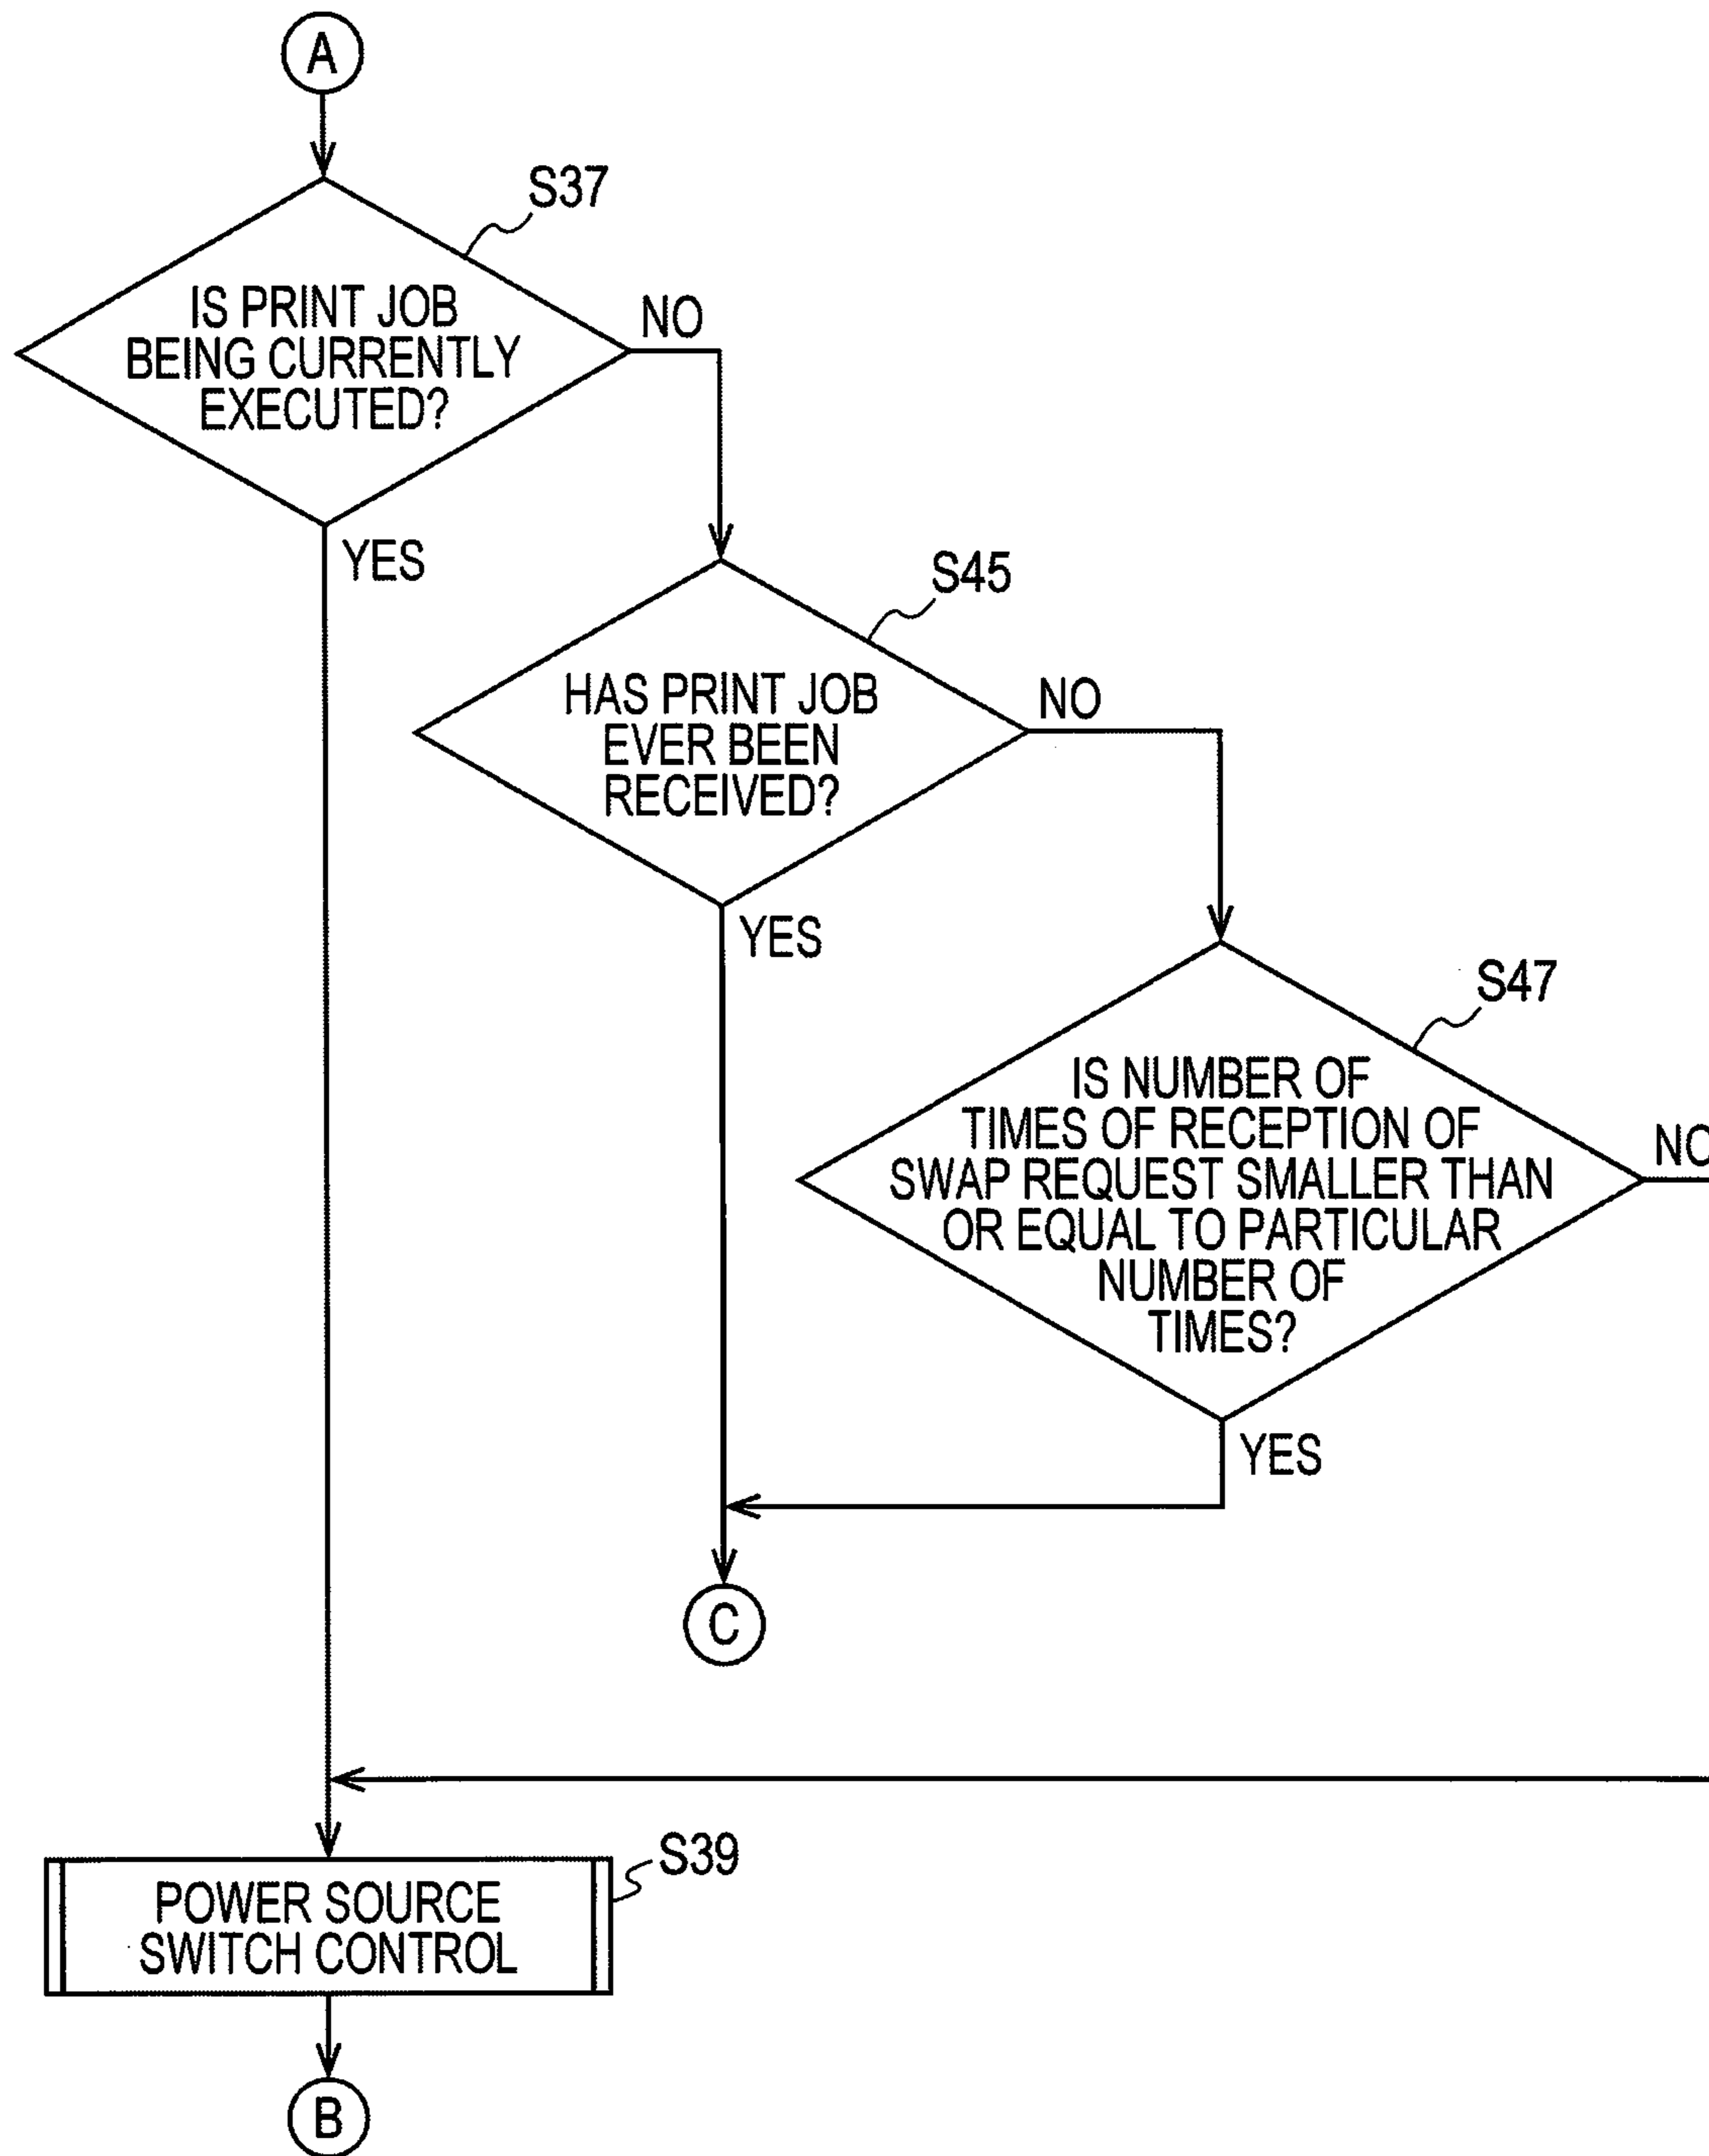 A
S37
IS PRINT JOB
BEING CURRENTLY
EXECUTED?
NO
YES
S45
HAS PRINT JOB
EVER BEEN
RECEIVED?
NO
YES
S47
IS NUMBER OF
TIMES OF RECEPTION OF
SWAP REQUEST SMALLER THAN
OR EQUAL TO PARTICULAR
NUMBER OF
TIMES?
NO
YES
C
S39
POWER SOURCE
SWITCH CONTROL
B